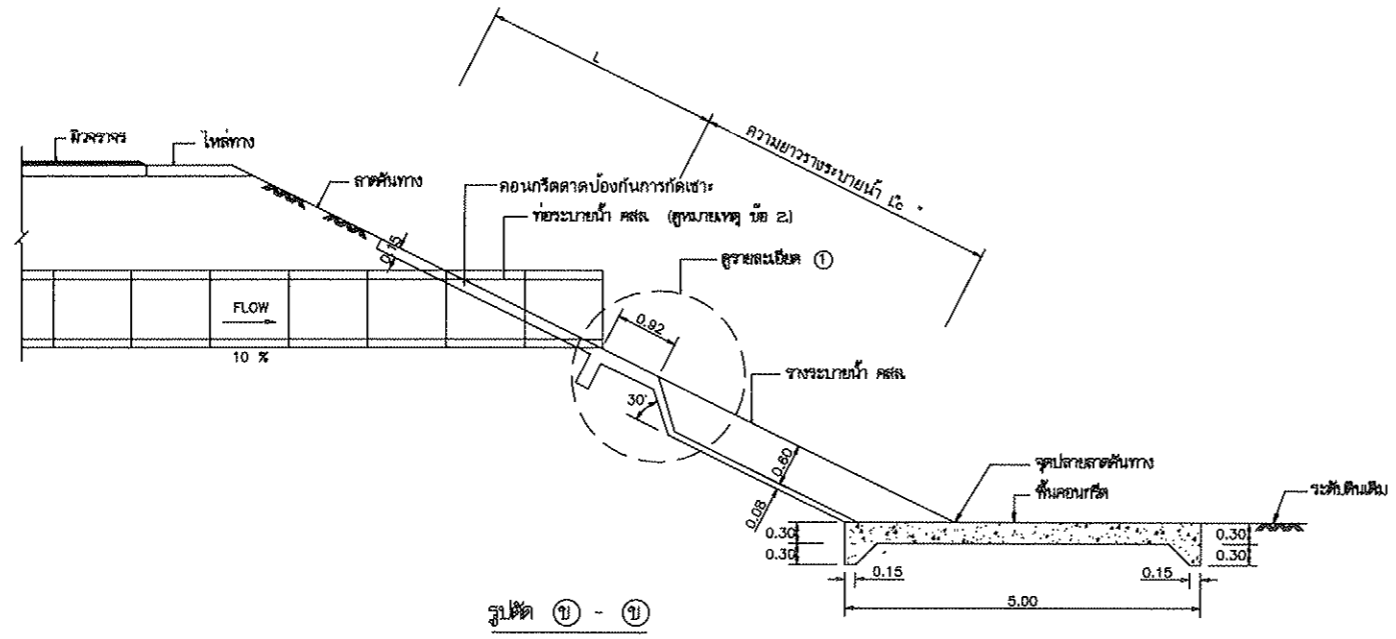 L
ความยาวรางระบายน้ำ
ผิวจราจร
ไหล่ทาง
ลาดคันทาง
คอนกรีตดาดป้องกันการกัดเซาะ
ท่อระบายน้ำ คสล. (ดูหมายเหตุ ข้อ 2.)
0.15
ดูรายละเอียด ①
FLOW
10 %
0.92
30°
รางระบายน้ำ คสล.
0.60
0.08
จุดปลายลาดคันทาง
พื้นคอนกรีต
ระดับดินเดิม
0.30
0.30
0.30
0.30
0.15
0.15
5.00
รูปตัด ข - ข